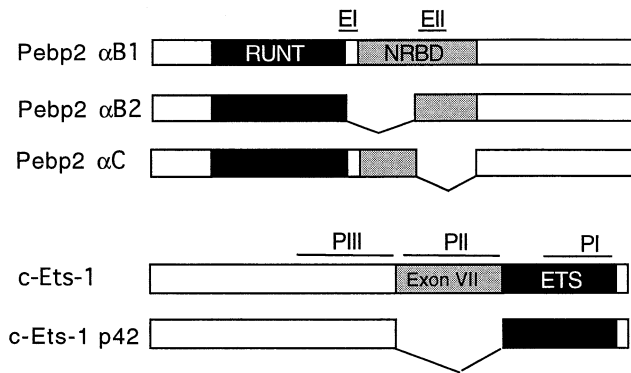 EI EII
Pebp2 αB1 RUNT NRBD
Pebp2 αB2
Pebp2 αC
PIII PII PI
c-Ets-1 Exon VII ETS
c-Ets-1 p42